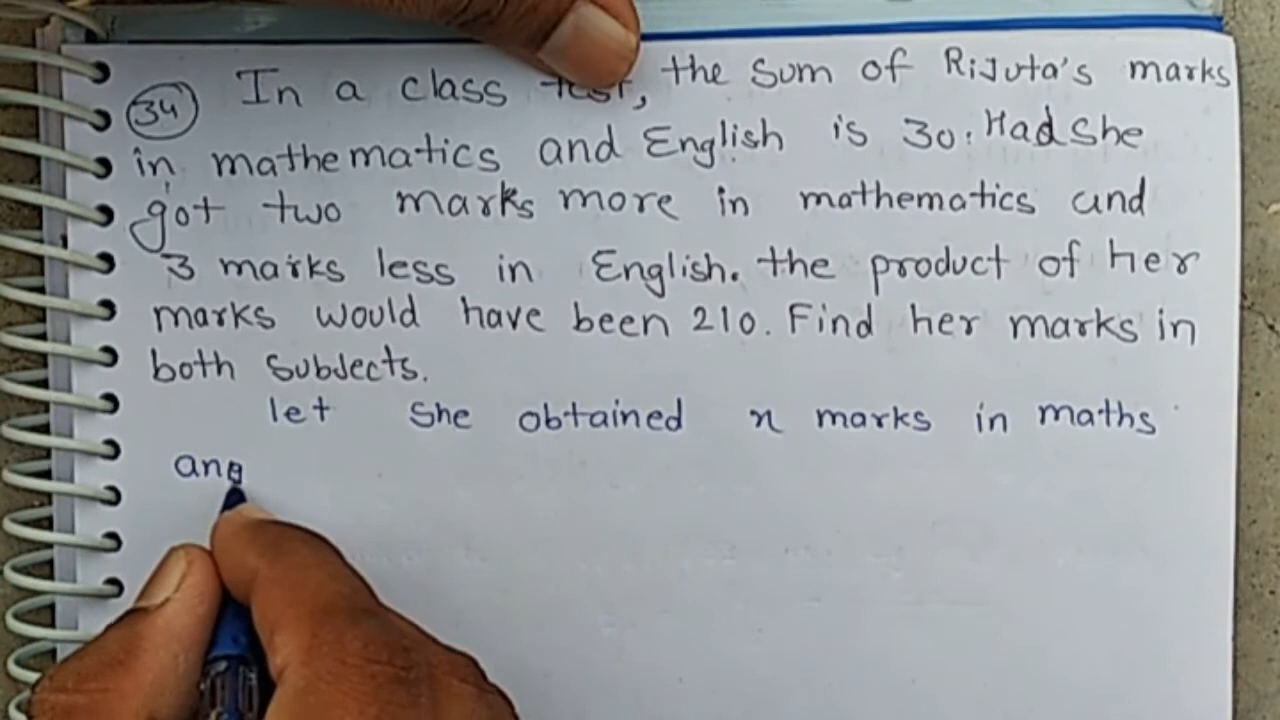 34 In a class test, the sum of Rijuta's marks
in mathematics and English is 30. Had she
got two marks more in mathematics and
3 marks less in English. the product of her
marks would have been 210. Find her marks in
both subjects.
let she obtained x marks in maths